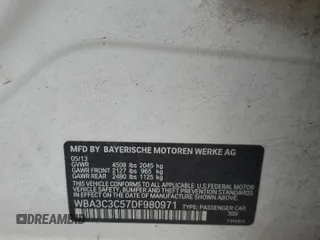 MFD BY BAYERISCHE MOTOREN WERKE AG
05/13
GVWR 4508 lbs 2045 kg
GAWR FRONT 2127 lbs 965 kg
GAWR REAR 2480 lbs 1125 kg
THIS VEHICLE CONFORMS TO ALL APPLICABLE U.S. FEDERAL MOTOR
VEHICLE SAFETY, BUMPER AND THEFT PREVENTION STANDARDS
IN EFFECT ON THE DATE OF MANUFACTURE SHOWN ABOVE.
WBA3C3C57DF980971 TYPE: PASSENGER CAR
DREAMBID